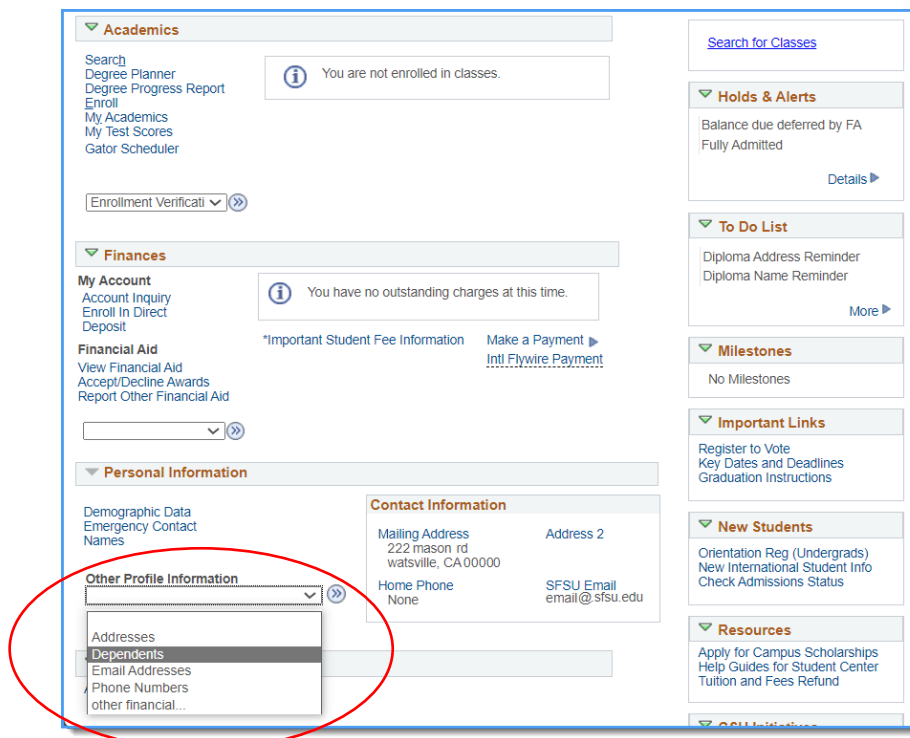 Academics
Search
Degree Planner
Degree Progress Report
Enroll
My Academics
My Test Scores
Gator Scheduler
You are not enrolled in classes.
Enrollment Verificati
Finances
My Account
Account Inquiry
Enroll In Direct
Deposit
Financial Aid
View Financial Aid
Accept/Decline Awards
Report Other Financial Aid
You have no outstanding charges at this time.
*Important Student Fee Information
Make a Payment
Intl Flywire Payment
Personal Information
Demographic Data
Emergency Contact
Names
Other Profile Information
Addresses
Dependents
Email Addresses
Phone Numbers
other financial...
Contact Information
Mailing Address
222 mason rd
watsville, CA 00000
Address 2
Home Phone
None
SFSU Email
email@.sfsu.edu
Search for Classes
Holds & Alerts
Balance due deferred by FA
Fully Admitted
Details
To Do List
Diploma Address Reminder
Diploma Name Reminder
More
Milestones
No Milestones
Important Links
Register to Vote
Key Dates and Deadlines
Graduation Instructions
New Students
Orientation Reg (Undergrads)
New International Student Info
Check Admissions Status
Resources
Apply for Campus Scholarships
Help Guides for Student Center
Tuition and Fees Refund